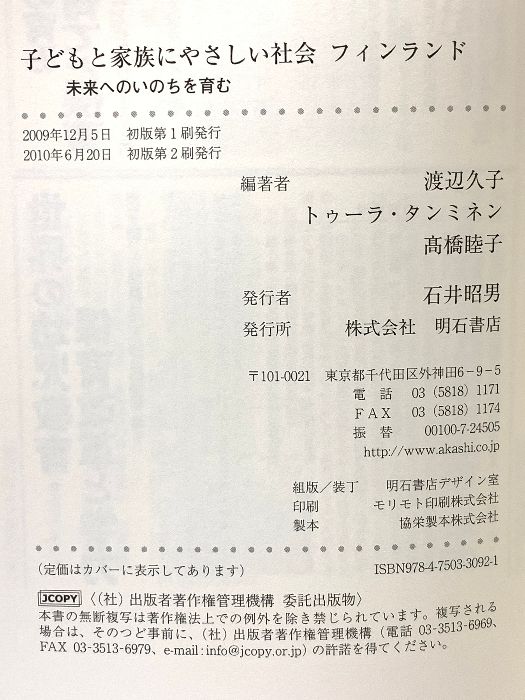 子どもと家族にやさしい社会 フィンランド
未来へのいのちを育む
2009年12月5日 初版第1刷発行
2010年6月20日 初版第2刷発行
編著者 渡辺久子
トゥーラ・タンミネン
髙橋睦子
発行者 石井昭男
発行所 株式会社 明石書店
〒101-0021 東京都千代田区外神田6-9-5
電 話 03 (5818) 1171
FAX 03 (5818) 1174
振 替 00100-7-24505
http://www.akashi.co.jp
組版/装丁 明石書店デザイン室
印刷 モリモト印刷株式会社
製本 協栄製本株式会社
(定価はカバーに表示してあります) ISBN978-4-7503-3092-1
JCOPY 〈(社) 出版者著作権管理機構 委託出版物〉
本書の無断複写は著作権法上での例外を除き禁じられています。複写される
場合は、そのつど事前に、(社) 出版者著作権管理機構 (電話 03-3513-6969、
FAX 03-3513-6979、e-mail : info@jcopy.or.jp) の許諾を得てください。